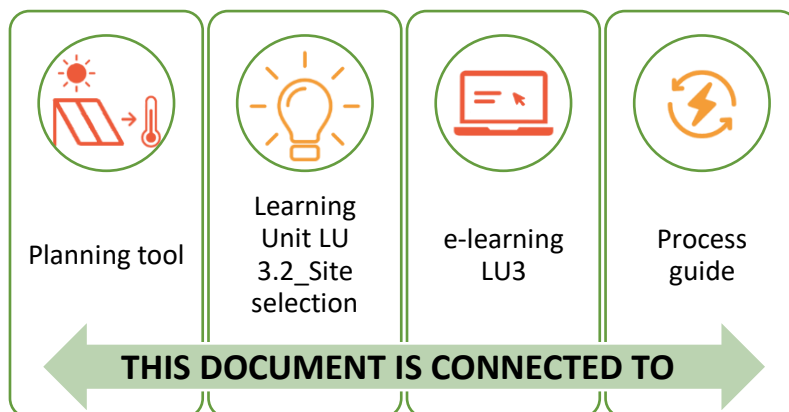 Planning tool
Learning
Unit LU
3.2_Site
selection
e-learning
LU3
Process
guide
THIS DOCUMENT IS CONNECTED TO